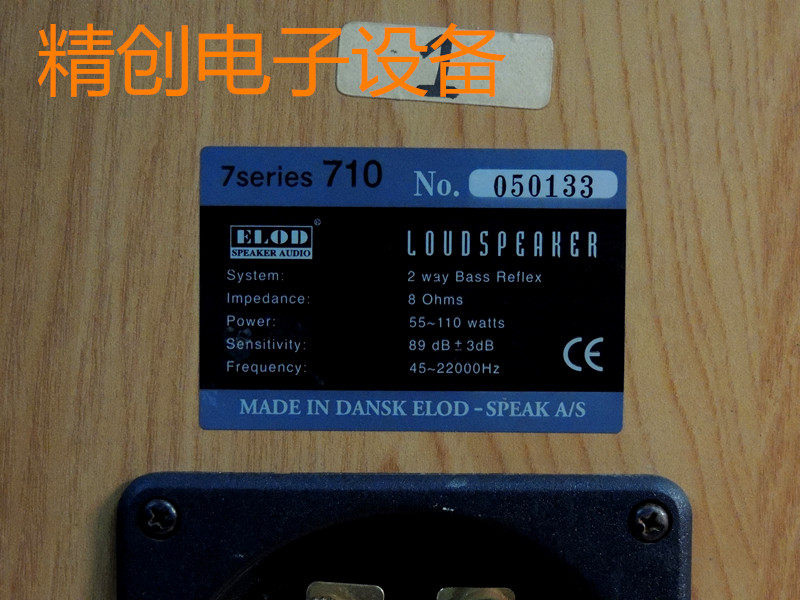 精创电子设备
1
7series 710 No. 050133
ELOD®
SPEAKER AUDIO
LOUDSPEAKER
System: 2 way Bass Reflex
Impedance: 8 Ohms
Power: 55~110 watts
Sensitivity: 89 dB ± 3dB
Frequency: 45~22000Hz
CE
MADE IN DANSK ELOD - SPEAK A/S